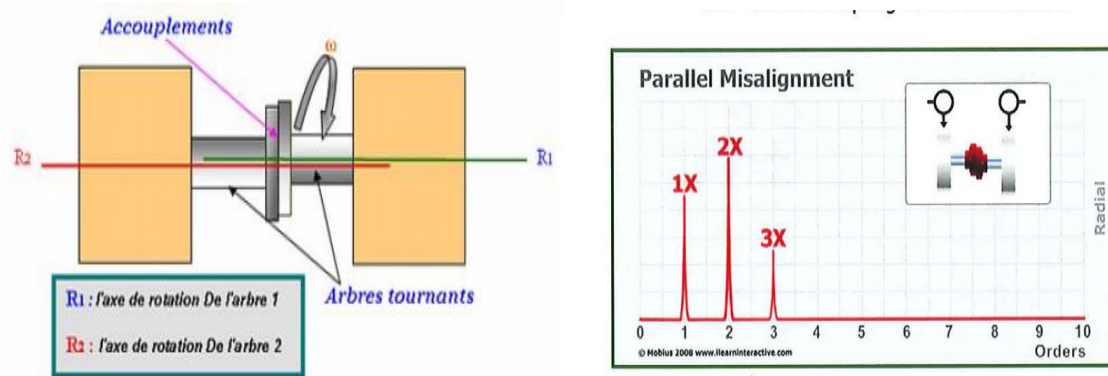 Accouplements
ω
R2
R1
R1 : l'axe de rotation De l'arbre 1
R2 : l'axe de rotation De l'arbre 2
Arbres tournants
Parallel Misalignment
1X
2X
3X
Radial
0 1 2 3 4 5 6 7 8 9 10
© Mobius 2008 www.ilearninteractive.com
Orders